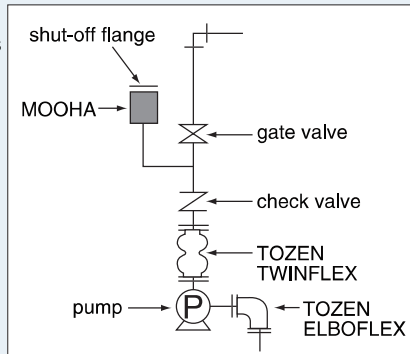 s
shut-off flange
MOOHA
gate valve
check valve
TOZEN
TWINFLEX
pump
P
TOZEN
ELBOFLEX